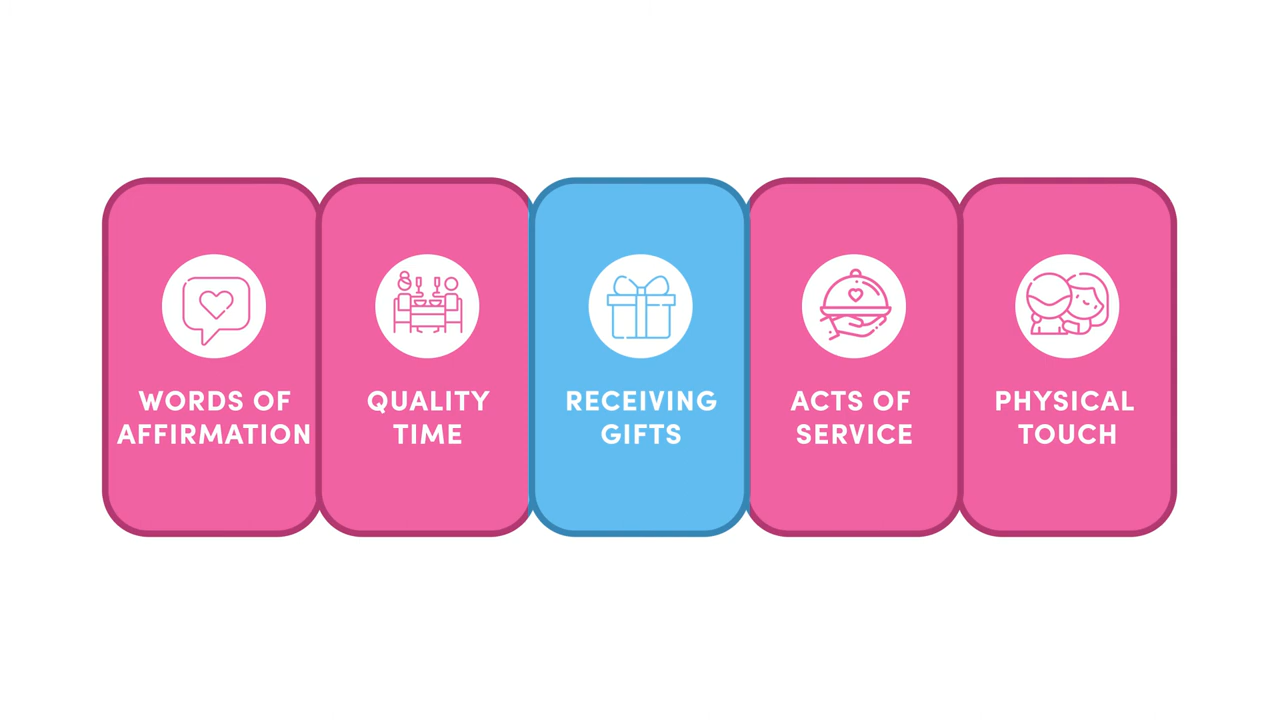 WORDS OF
AFFIRMATION
QUALITY
TIME
RECEIVING
GIFTS
ACTS OF
SERVICE
PHYSICAL
TOUCH